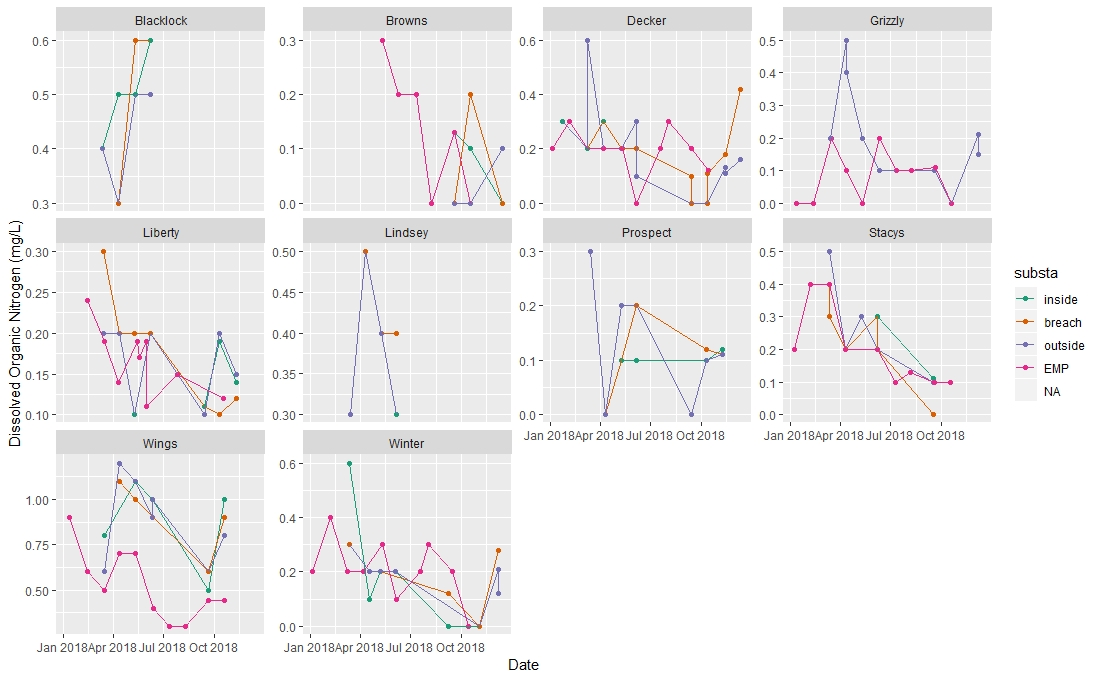 Blacklock Browns Decker Grizzly
0.6 0.3 0.6 0.5
0.5 0.2 0.4 0.4
0.4 0.1 0.2 0.3
0.3 0.0 0.0 0.2
0.1
0.0
Liberty Lindsey Prospect Stacys
0.30 0.50 0.3 0.5
0.25 0.45 0.2 0.4
0.20 0.40 0.1 0.3
0.15 0.35 0.0 0.2
0.10 0.30 0.1
0.0
Jan 2018 Apr 2018 Jul 2018 Oct 2018 Jan 2018 Apr 2018 Jul 2018 Oct 2018
Wings Winter
1.00 0.6
0.75 0.4
0.50 0.2
0.0
Jan 2018 Apr 2018 Jul 2018 Oct 2018 Jan 2018 Apr 2018 Jul 2018 Oct 2018
Date
Dissolved Organic Nitrogen (mg/L)
substa
inside
breach
outside
EMP
NA